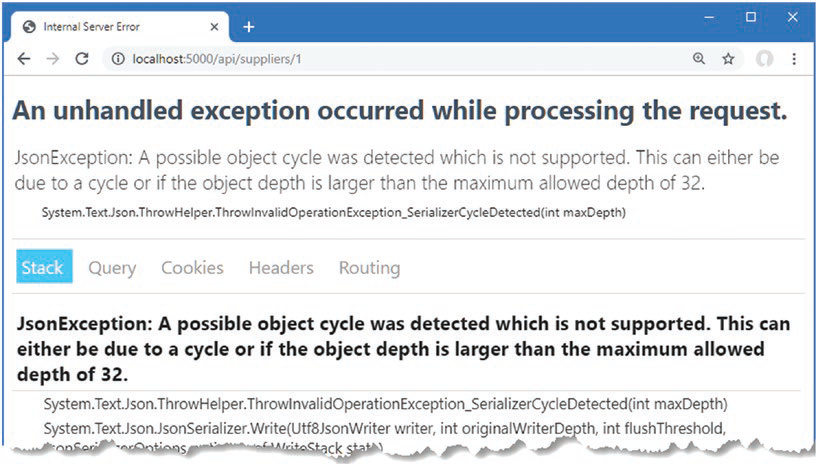 Internal Server Error
localhost:5000/api/suppliers/1
An unhandled exception occurred while processing the request.
JsonException: A possible object cycle was detected which is not supported. This can either be
due to a cycle or if the object depth is larger than the maximum allowed depth of 32.
System.Text.Json.ThrowHelper.ThrowInvalidOperationException_SerializerCycleDetected(int maxDepth)
Stack Query Cookies Headers Routing
JsonException: A possible object cycle was detected which is not supported. This can
either be due to a cycle or if the object depth is larger than the maximum allowed
depth of 32.
System.Text.Json.ThrowHelper.ThrowInvalidOperationException_SerializerCycleDetected(int maxDepth)
System.Text.Json.JsonSerializer.Write(Utf8JsonWriter writer, int originalWriterDepth, int flushThreshold,